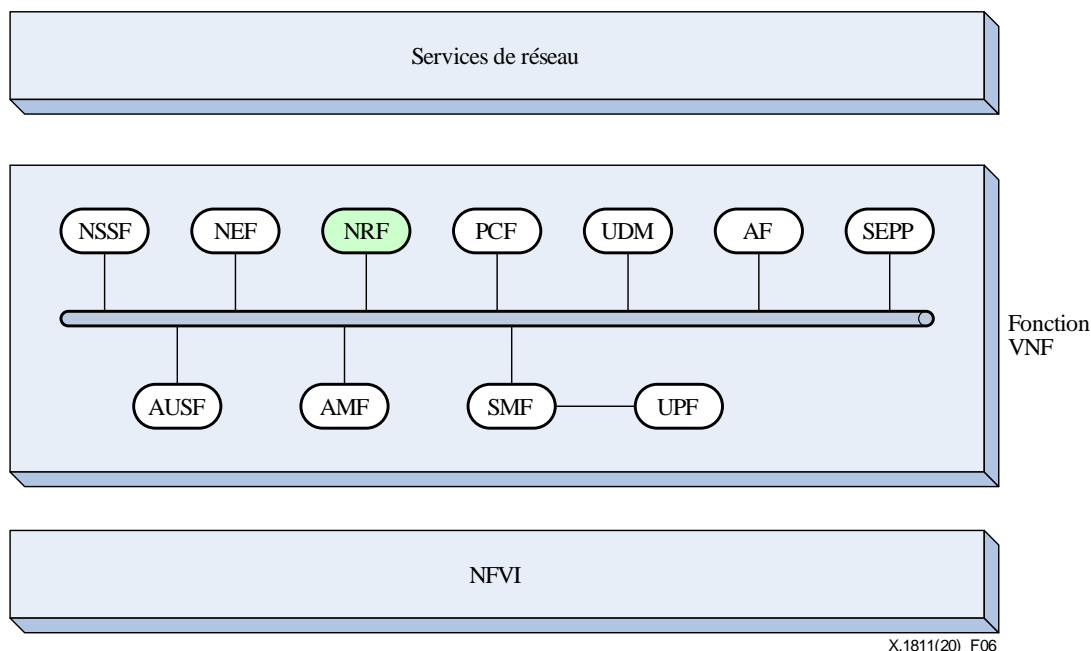 Services de réseau
NSSF
NEF
NRF
PCF
UDM
AF
SEPP
Fonction
VNF
AUSF
AMF
SMF
UPF
NFVI
X.1811(20)_F06